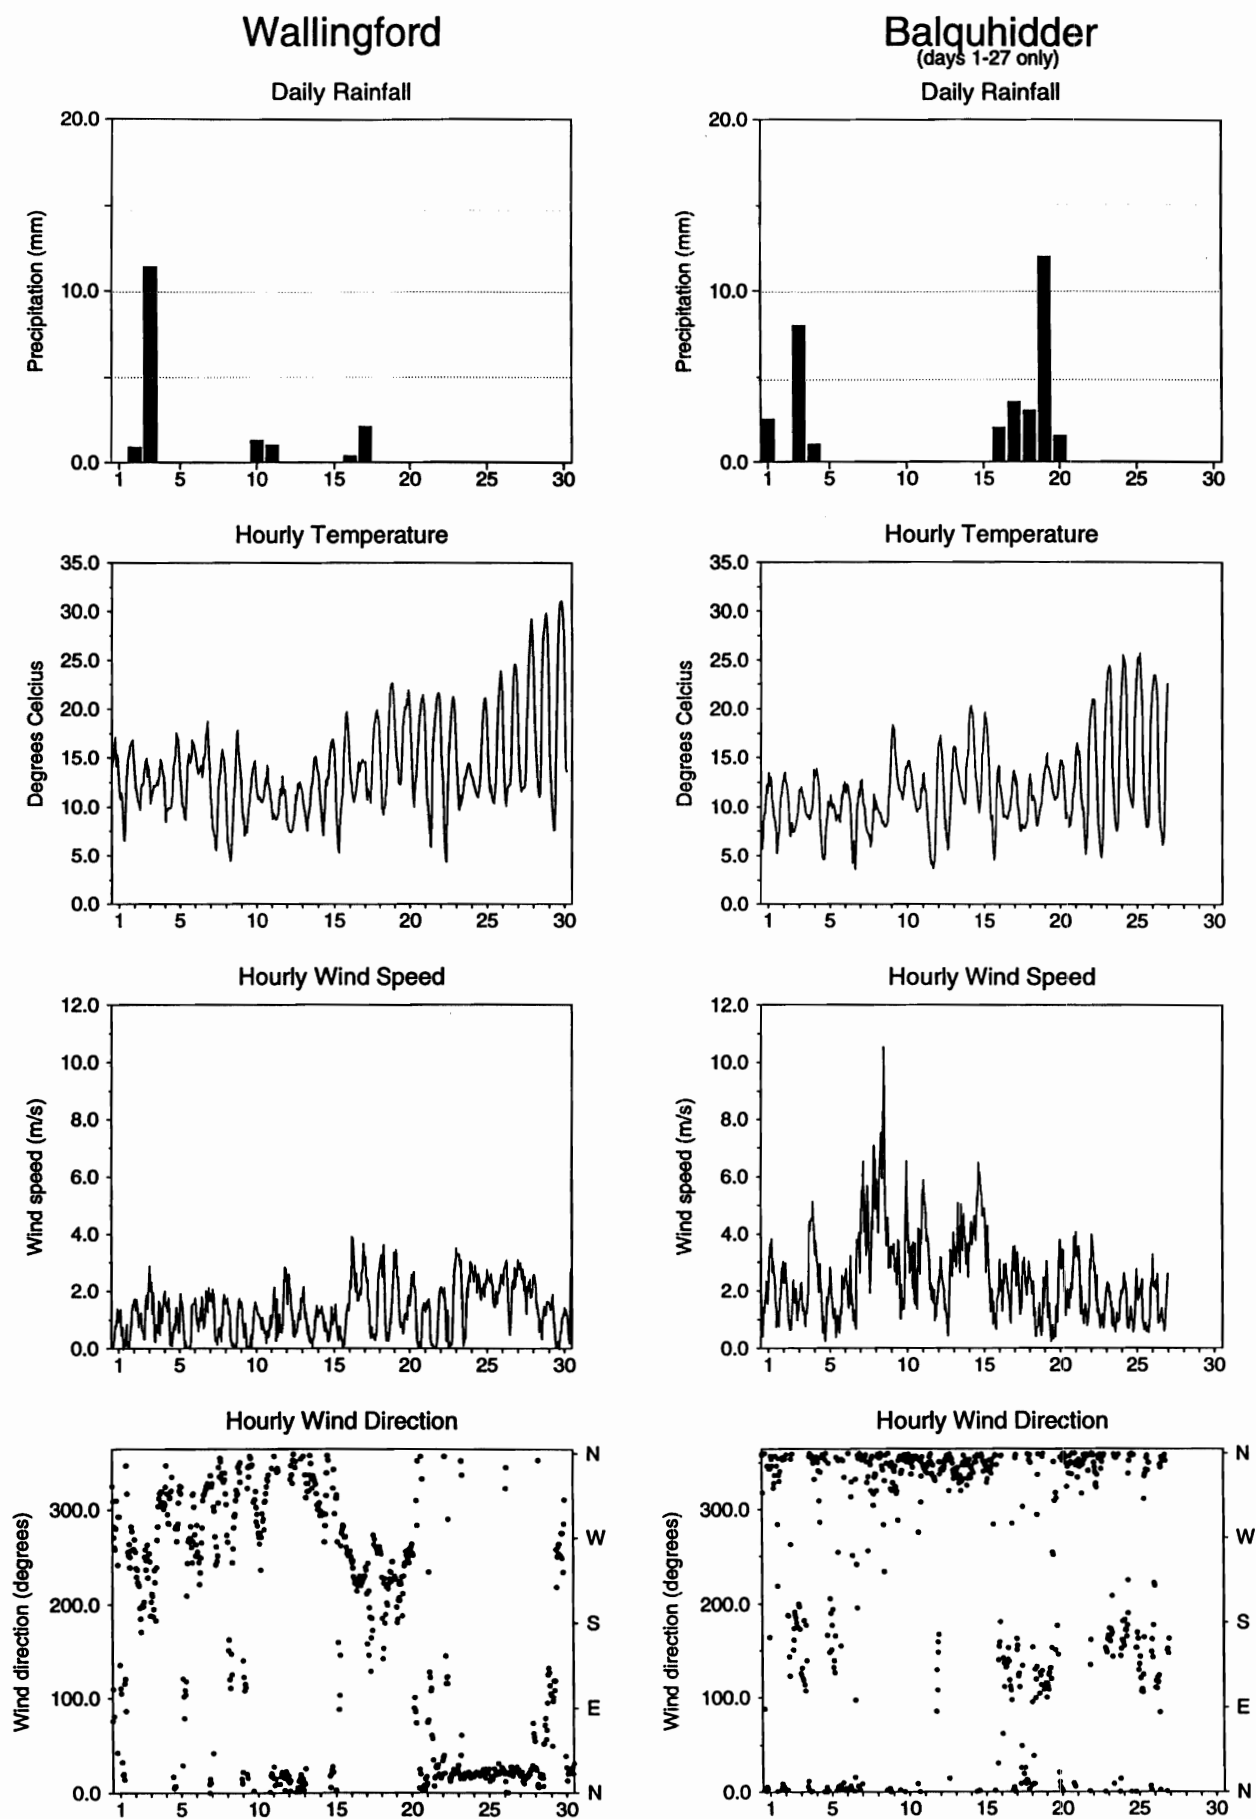 Wallingford
Daily Rainfall
20.0
10.0
0.0
Precipitation (mm)
1 5 10 15 20 25 30
Hourly Temperature
35.0
30.0
25.0
20.0
15.0
10.0
5.0
0.0
Degrees Celcius
1 5 10 15 20 25 30
Hourly Wind Speed
12.0
10.0
8.0
6.0
4.0
2.0
0.0
Wind speed (m/s)
1 5 10 15 20 25 30
Hourly Wind Direction
300.0
200.0
100.0
0.0
Wind direction (degrees)
N
W
S
E
N
1 5 10 15 20 25 30
Balquhidder
(days 1-27 only)
Daily Rainfall
20.0
10.0
0.0
Precipitation (mm)
1 5 10 15 20 25 30
Hourly Temperature
35.0
30.0
25.0
20.0
15.0
10.0
5.0
0.0
Degrees Celcius
1 5 10 15 20 25 30
Hourly Wind Speed
12.0
10.0
8.0
6.0
4.0
2.0
0.0
Wind speed (m/s)
1 5 10 15 20 25 30
Hourly Wind Direction
300.0
200.0
100.0
0.0
Wind direction (degrees)
N
W
S
E
N
1 5 10 15 20 25 30